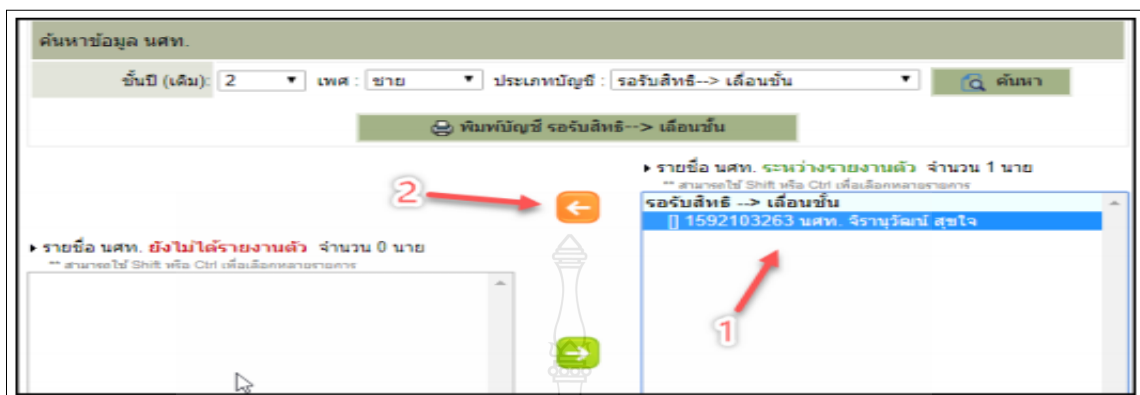 ค้นหาข้อมูล นศท.
ชั้นปี (เดิม): 2 เพศ : ชาย ประเภทบัญชี : รอรับสิทธิ--> เลื่อนชั้น ค้นหา
พิมพ์บัญชี รอรับสิทธิ--> เลื่อนชั้น
รายชื่อ นศท. ระหว่างรายงานตัว จำนวน 1 นาย
** สามารถใช้ Shift หรือ Ctrl เพื่อเลือกหลายรายการ
2
รอรับสิทธิ --> เลื่อนชั้น
[] 1592103263 นศท. จิรานุวัฒน์ สุขใจ
รายชื่อ นศท. ยังไม่ได้รายงานตัว จำนวน 0 นาย
** สามารถใช้ Shift หรือ Ctrl เพื่อเลือกหลายรายการ
1